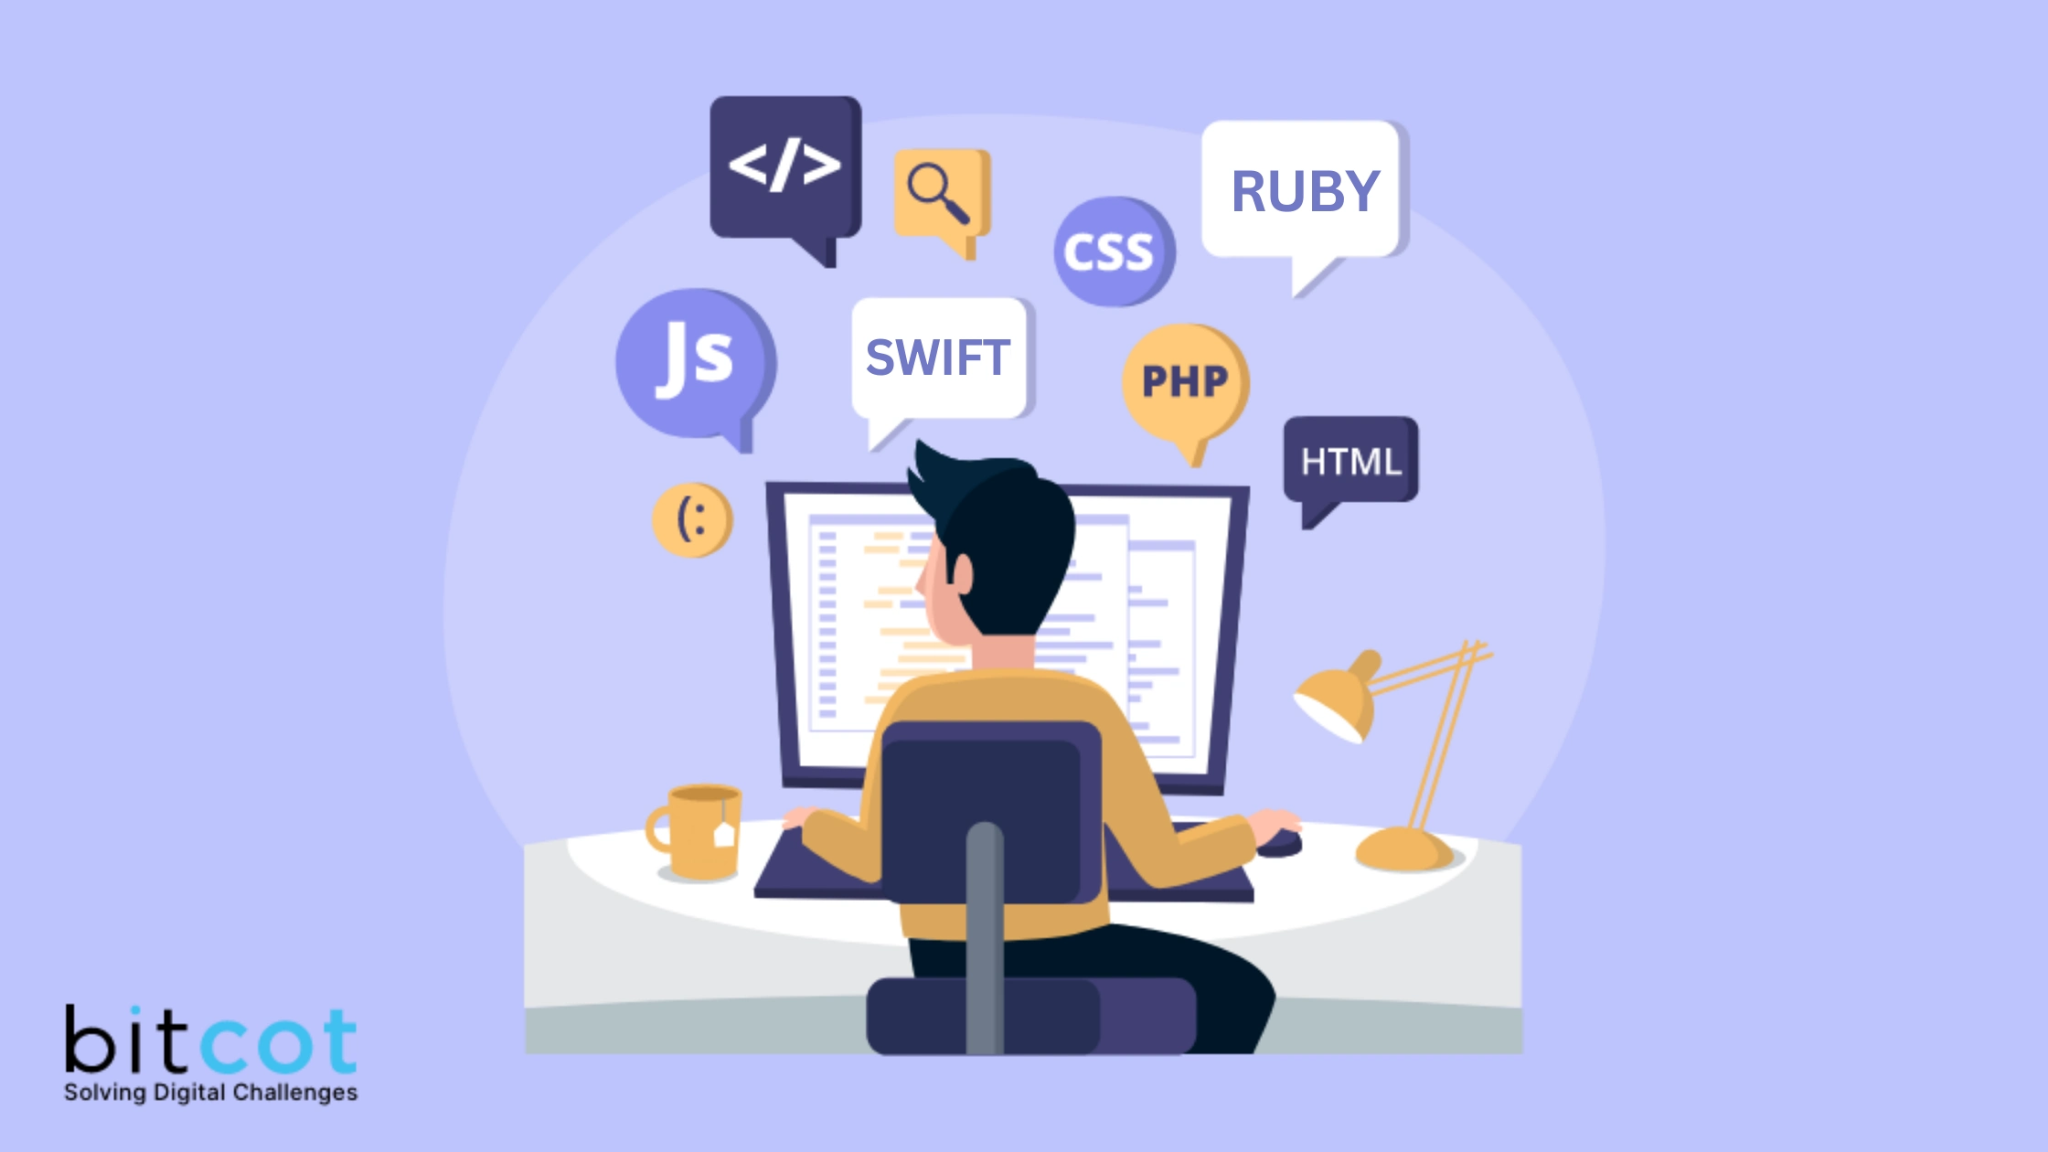 </>
RUBY
CSS
Js
SWIFT
PHP
HTML
(:
bitcot
Solving Digital Challenges